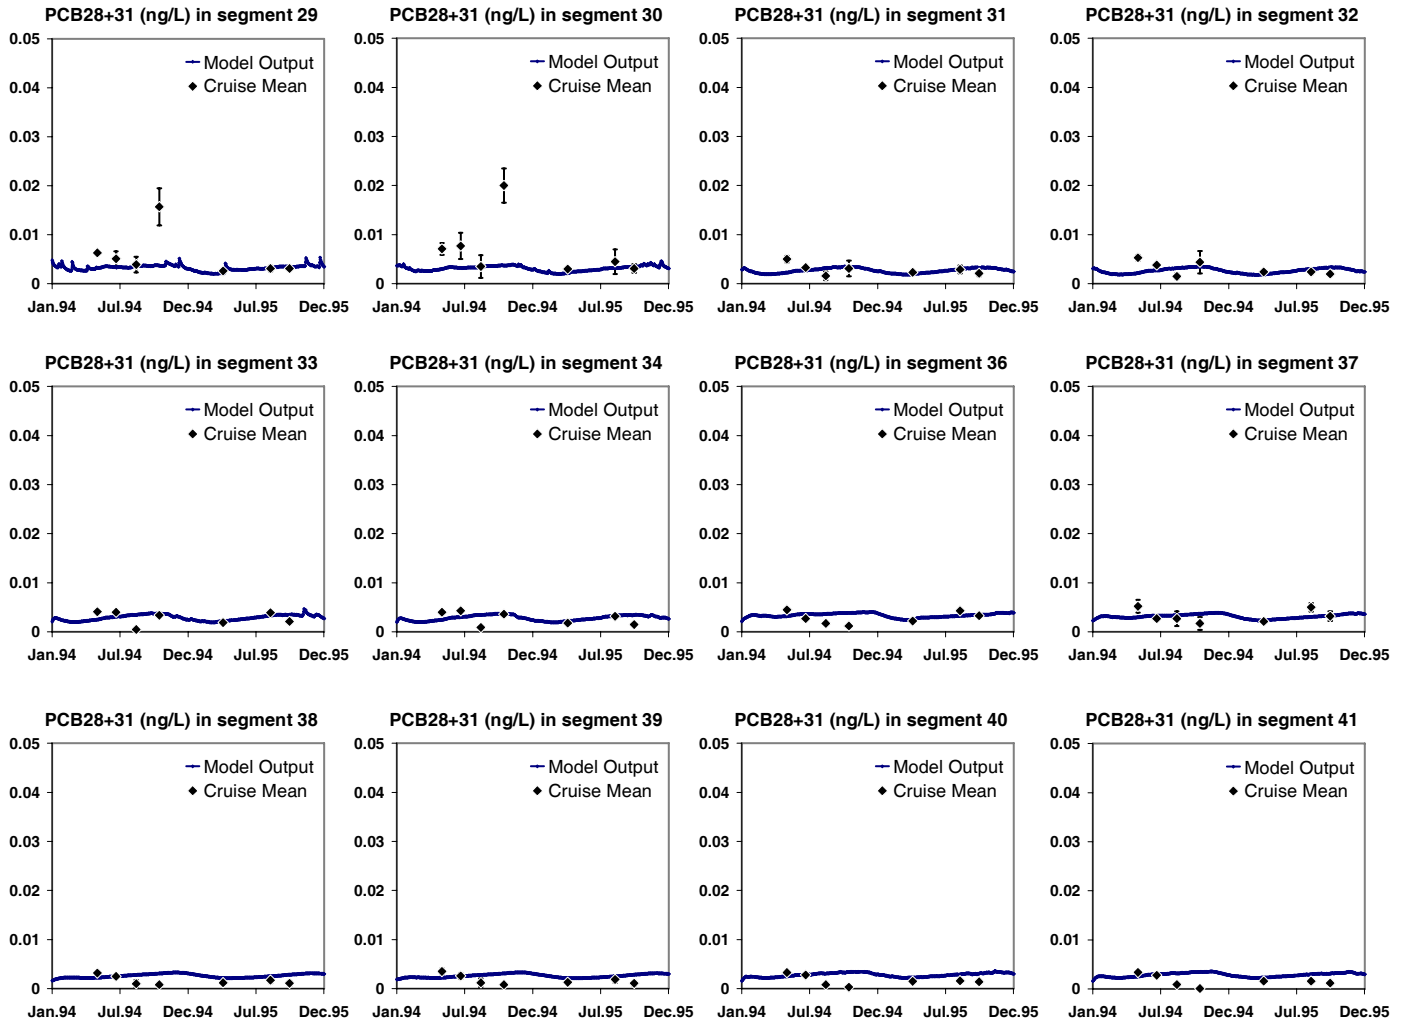 PCB28+31 (ng/L) in segment 29
0.05
0.04
0.03
0.02
0.01
0
Model Output
Cruise Mean
Jan.94 Jul.94 Dec.94 Jul.95 Dec.95
PCB28+31 (ng/L) in segment 30
0.05
0.04
0.03
0.02
0.01
0
Model Output
Cruise Mean
Jan.94 Jul.94 Dec.94 Jul.95 Dec.95
PCB28+31 (ng/L) in segment 31
0.05
0.04
0.03
0.02
0.01
0
Model Output
Cruise Mean
Jan.94 Jul.94 Dec.94 Jul.95 Dec.95
PCB28+31 (ng/L) in segment 32
0.05
0.04
0.03
0.02
0.01
0
Model Output
Cruise Mean
Jan.94 Jul.94 Dec.94 Jul.95 Dec.95
PCB28+31 (ng/L) in segment 33
0.05
0.04
0.03
0.02
0.01
0
Model Output
Cruise Mean
Jan.94 Jul.94 Dec.94 Jul.95 Dec.95
PCB28+31 (ng/L) in segment 34
0.05
0.04
0.03
0.02
0.01
0
Model Output
Cruise Mean
Jan.94 Jul.94 Dec.94 Jul.95 Dec.95
PCB28+31 (ng/L) in segment 36
0.05
0.04
0.03
0.02
0.01
0
Model Output
Cruise Mean
Jan.94 Jul.94 Dec.94 Jul.95 Dec.95
PCB28+31 (ng/L) in segment 37
0.05
0.04
0.03
0.02
0.01
0
Model Output
Cruise Mean
Jan.94 Jul.94 Dec.94 Jul.95 Dec.95
PCB28+31 (ng/L) in segment 38
0.05
0.04
0.03
0.02
0.01
0
Model Output
Cruise Mean
Jan.94 Jul.94 Dec.94 Jul.95 Dec.95
PCB28+31 (ng/L) in segment 39
0.05
0.04
0.03
0.02
0.01
0
Model Output
Cruise Mean
Jan.94 Jul.94 Dec.94 Jul.95 Dec.95
PCB28+31 (ng/L) in segment 40
0.05
0.04
0.03
0.02
0.01
0
Model Output
Cruise Mean
Jan.94 Jul.94 Dec.94 Jul.95 Dec.95
PCB28+31 (ng/L) in segment 41
0.05
0.04
0.03
0.02
0.01
0
Model Output
Cruise Mean
Jan.94 Jul.94 Dec.94 Jul.95 Dec.95